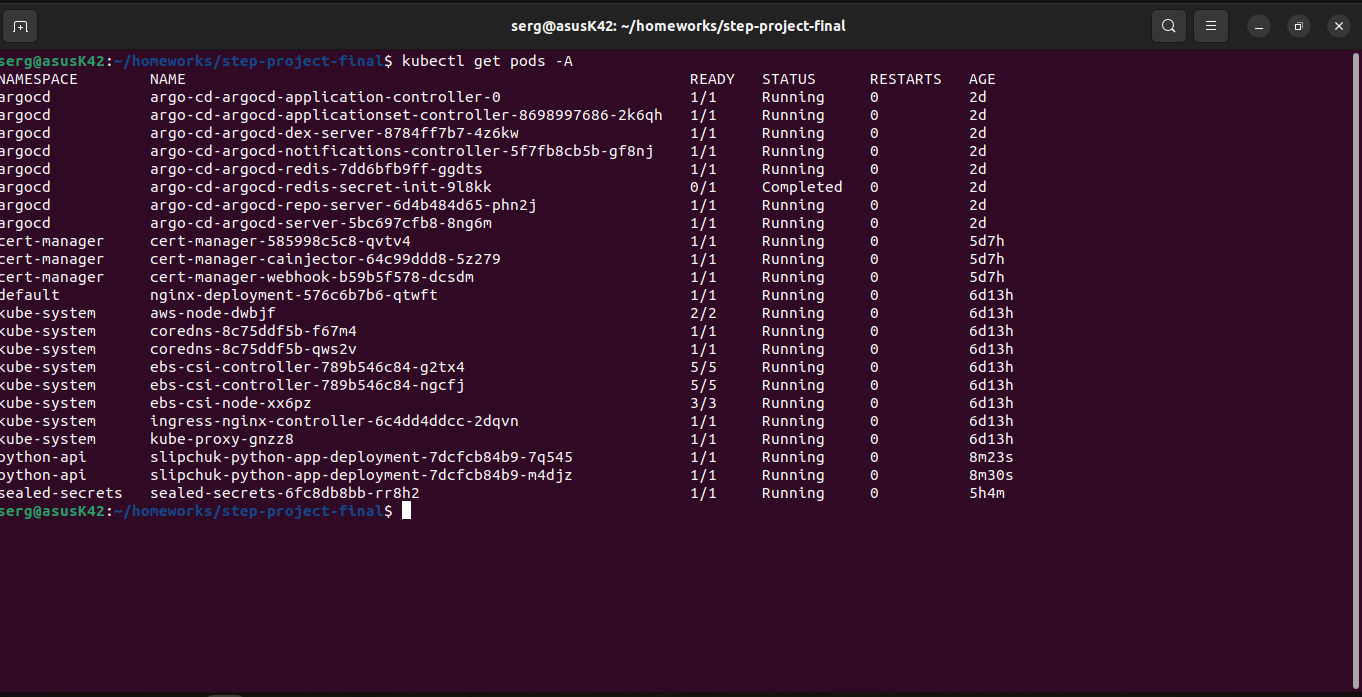 serg@asusK42: ~/homeworks/step-project-final
serg@asusK42:~/homeworks/step-project-final$ kubectl get pods -A
NAMESPACE NAME READY STATUS RESTARTS AGE
argocd argo-cd-argocd-application-controller-0 1/1 Running 0 2d
argocd argo-cd-argocd-applicationset-controller-8698997686-2k6qh 1/1 Running 0 2d
argocd argo-cd-argocd-dex-server-8784ff7b7-4z6kw 1/1 Running 0 2d
argocd argo-cd-argocd-notifications-controller-5f7fb8cb5b-gf8nj 1/1 Running 0 2d
argocd argo-cd-argocd-redis-7dd6bfb9ff-ggdts 1/1 Running 0 2d
argocd argo-cd-argocd-redis-secret-init-9l8kk 0/1 Completed 0 2d
argocd argo-cd-argocd-repo-server-6d4b484d65-phn2j 1/1 Running 0 2d
argocd argo-cd-argocd-server-5bc697cfb8-8ng6m 1/1 Running 0 2d
cert-manager cert-manager-585998c5c8-qvtv4 1/1 Running 0 5d7h
cert-manager cert-manager-cainjector-64c99ddd8-5z279 1/1 Running 0 5d7h
cert-manager cert-manager-webhook-b59b5f578-dcsdm 1/1 Running 0 5d7h
default nginx-deployment-576c6b7b6-qtwft 1/1 Running 0 6d13h
kube-system aws-node-dwbjf 2/2 Running 0 6d13h
kube-system coredns-8c75ddf5b-f67m4 1/1 Running 0 6d13h
kube-system coredns-8c75ddf5b-qws2v 1/1 Running 0 6d13h
kube-system ebs-csi-controller-789b546c84-g2tx4 5/5 Running 0 6d13h
kube-system ebs-csi-controller-789b546c84-ngcfj 5/5 Running 0 6d13h
kube-system ebs-csi-node-xx6pz 3/3 Running 0 6d13h
kube-system ingress-nginx-controller-6c4dd4ddcc-2dqvn 1/1 Running 0 6d13h
kube-system kube-proxy-gnzz8 1/1 Running 0 6d13h
python-api slipchuk-python-app-deployment-7dcfcb84b9-7q545 1/1 Running 0 8m23s
python-api slipchuk-python-app-deployment-7dcfcb84b9-m4djz 1/1 Running 0 8m30s
sealed-secrets sealed-secrets-6fc8db8bb-rr8h2 1/1 Running 0 5h4m
serg@asusK42:~/homeworks/step-project-final$